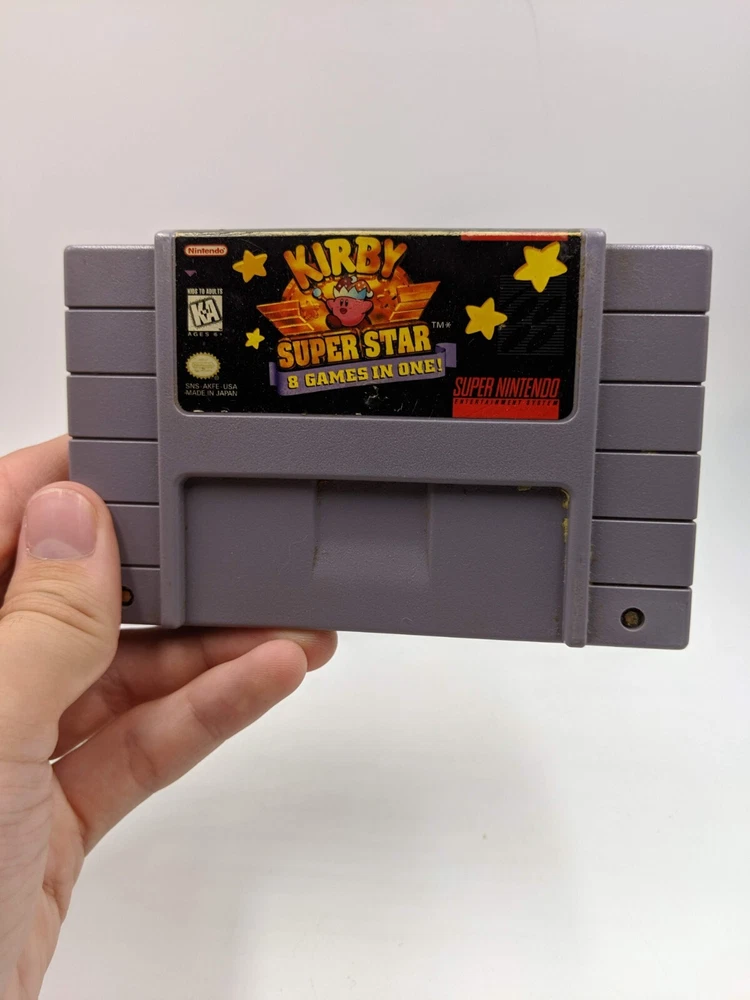 Nintendo
KIDS TO ADULTS
K-A
AGES 6+
SNS-AKFE-USA
MADE IN JAPAN
KIRBY
SUPER STAR
TM*
8 GAMES IN ONE!
SUPER NINTENDO
ENTERTAINMENT SYSTEM